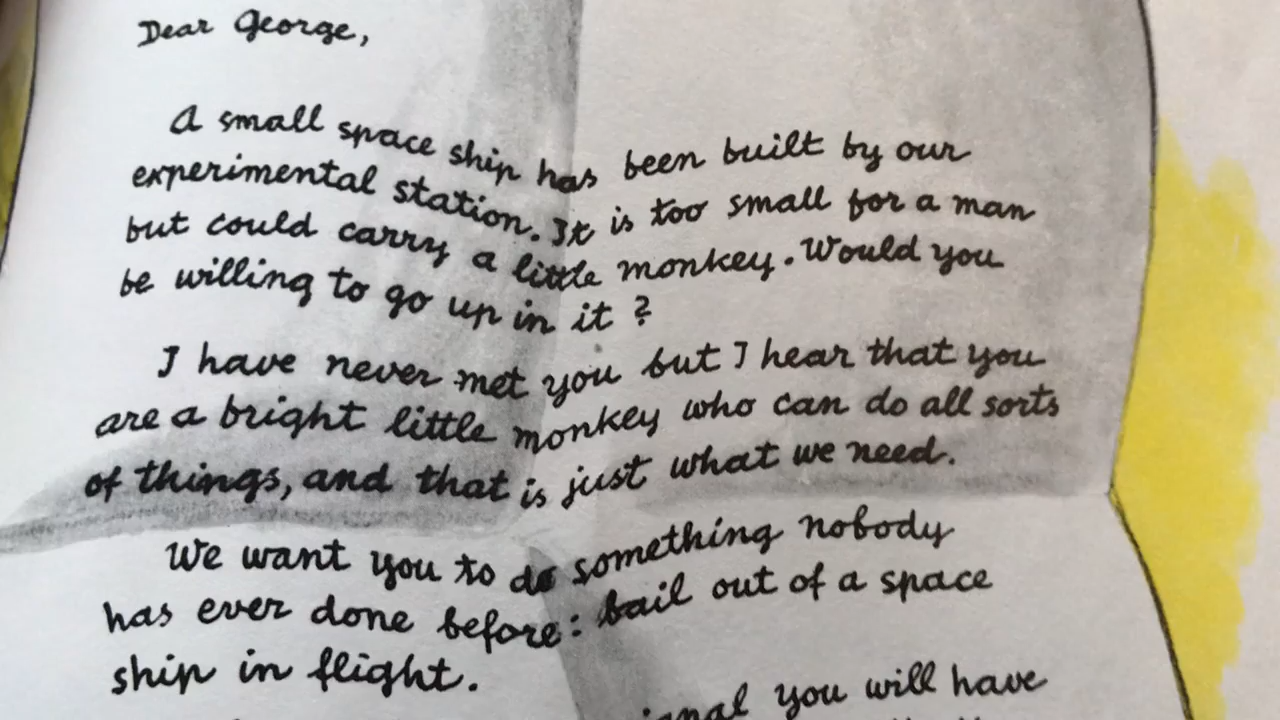 Dear George,
A small space ship has been built by our
experimental station. It is too small for a man
but could carry a little monkey. Would you
be willing to go up in it?
I have never met you but I hear that you
are a bright little monkey who can do all sorts
of things, and that is just what we need.
We want you to do something nobody
has ever done before: bail out of a space
ship in flight.
you will have